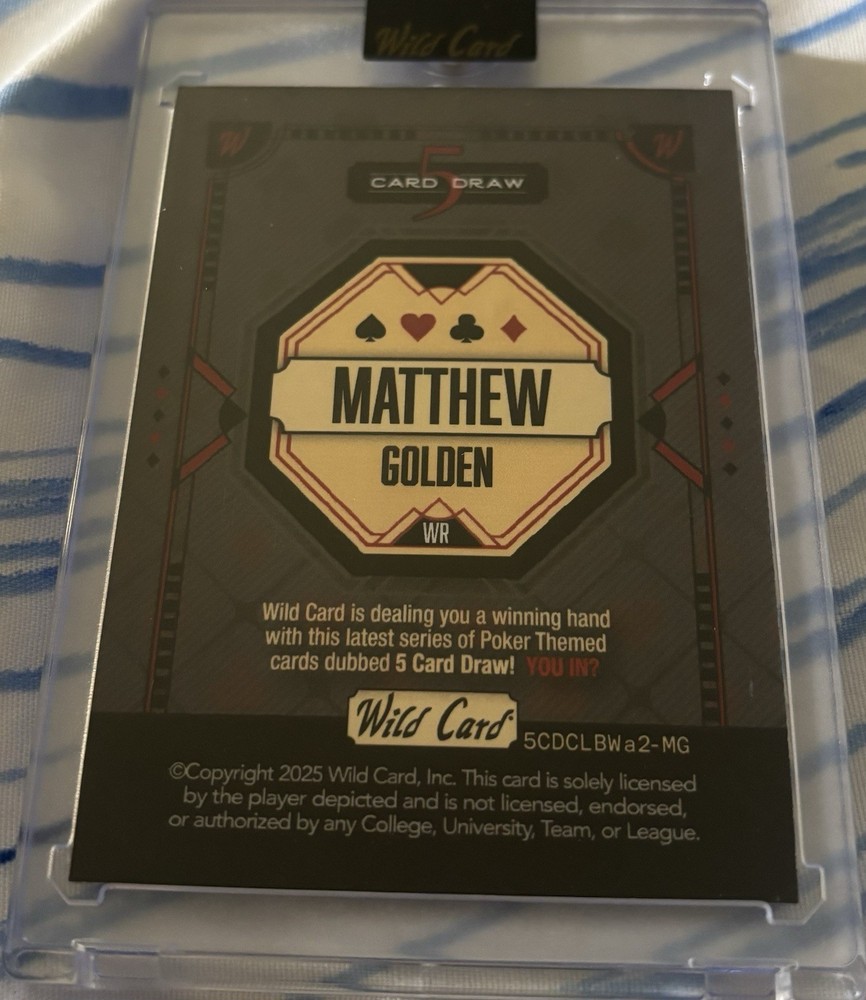 Wild Card
W W
5
CARD DRAW
MATTHEW
GOLDEN
WR
Wild Card is dealing you a winning hand
with this latest series of Poker Themed
cards dubbed 5 Card Draw! YOU IN?
Wild Card
5CDCLBWa2-MG
©Copyright 2025 Wild Card, Inc. This card is solely licensed
by the player depicted and is not licensed, endorsed,
or authorized by any College, University, Team, or League.